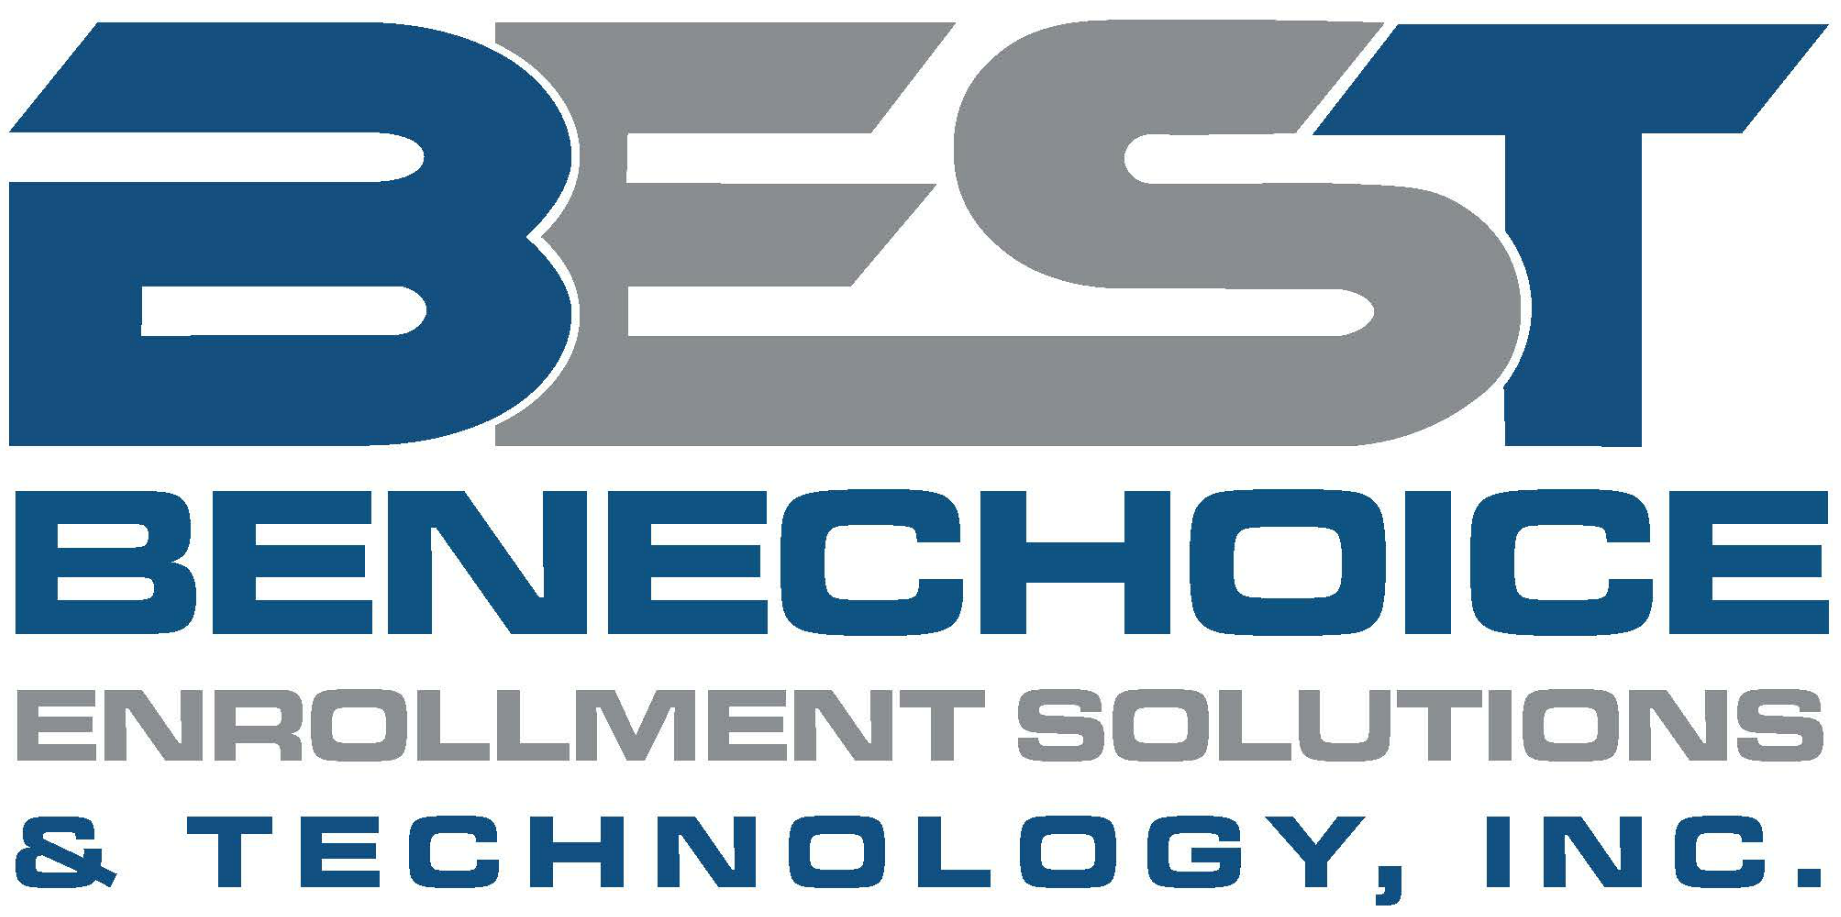 BEST
BENECHOICE
ENROLLMENT SOLUTIONS
& TECHNOLOGY, INC.